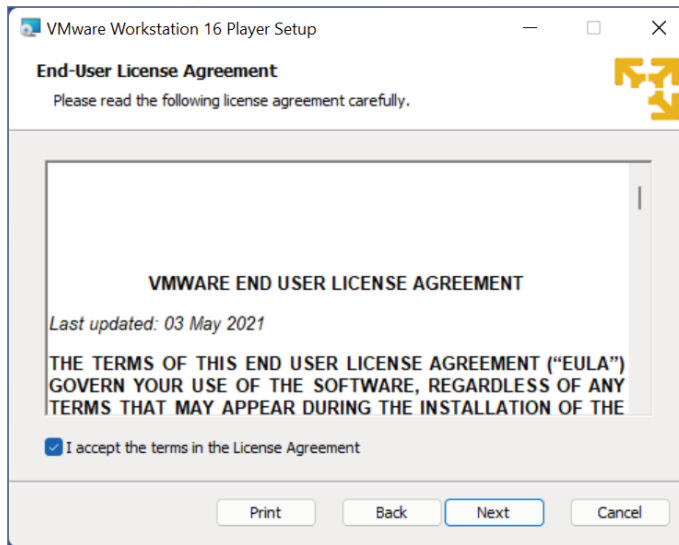 VMware Workstation 16 Player Setup
End-User License Agreement
Please read the following license agreement carefully.
VMWARE END USER LICENSE AGREEMENT
Last updated: 03 May 2021
THE TERMS OF THIS END USER LICENSE AGREEMENT (“EULA”)
GOVERN YOUR USE OF THE SOFTWARE, REGARDLESS OF ANY
TERMS THAT MAY APPEAR DURING THE INSTALLATION OF THE
I accept the terms in the License Agreement
Print Back Next Cancel